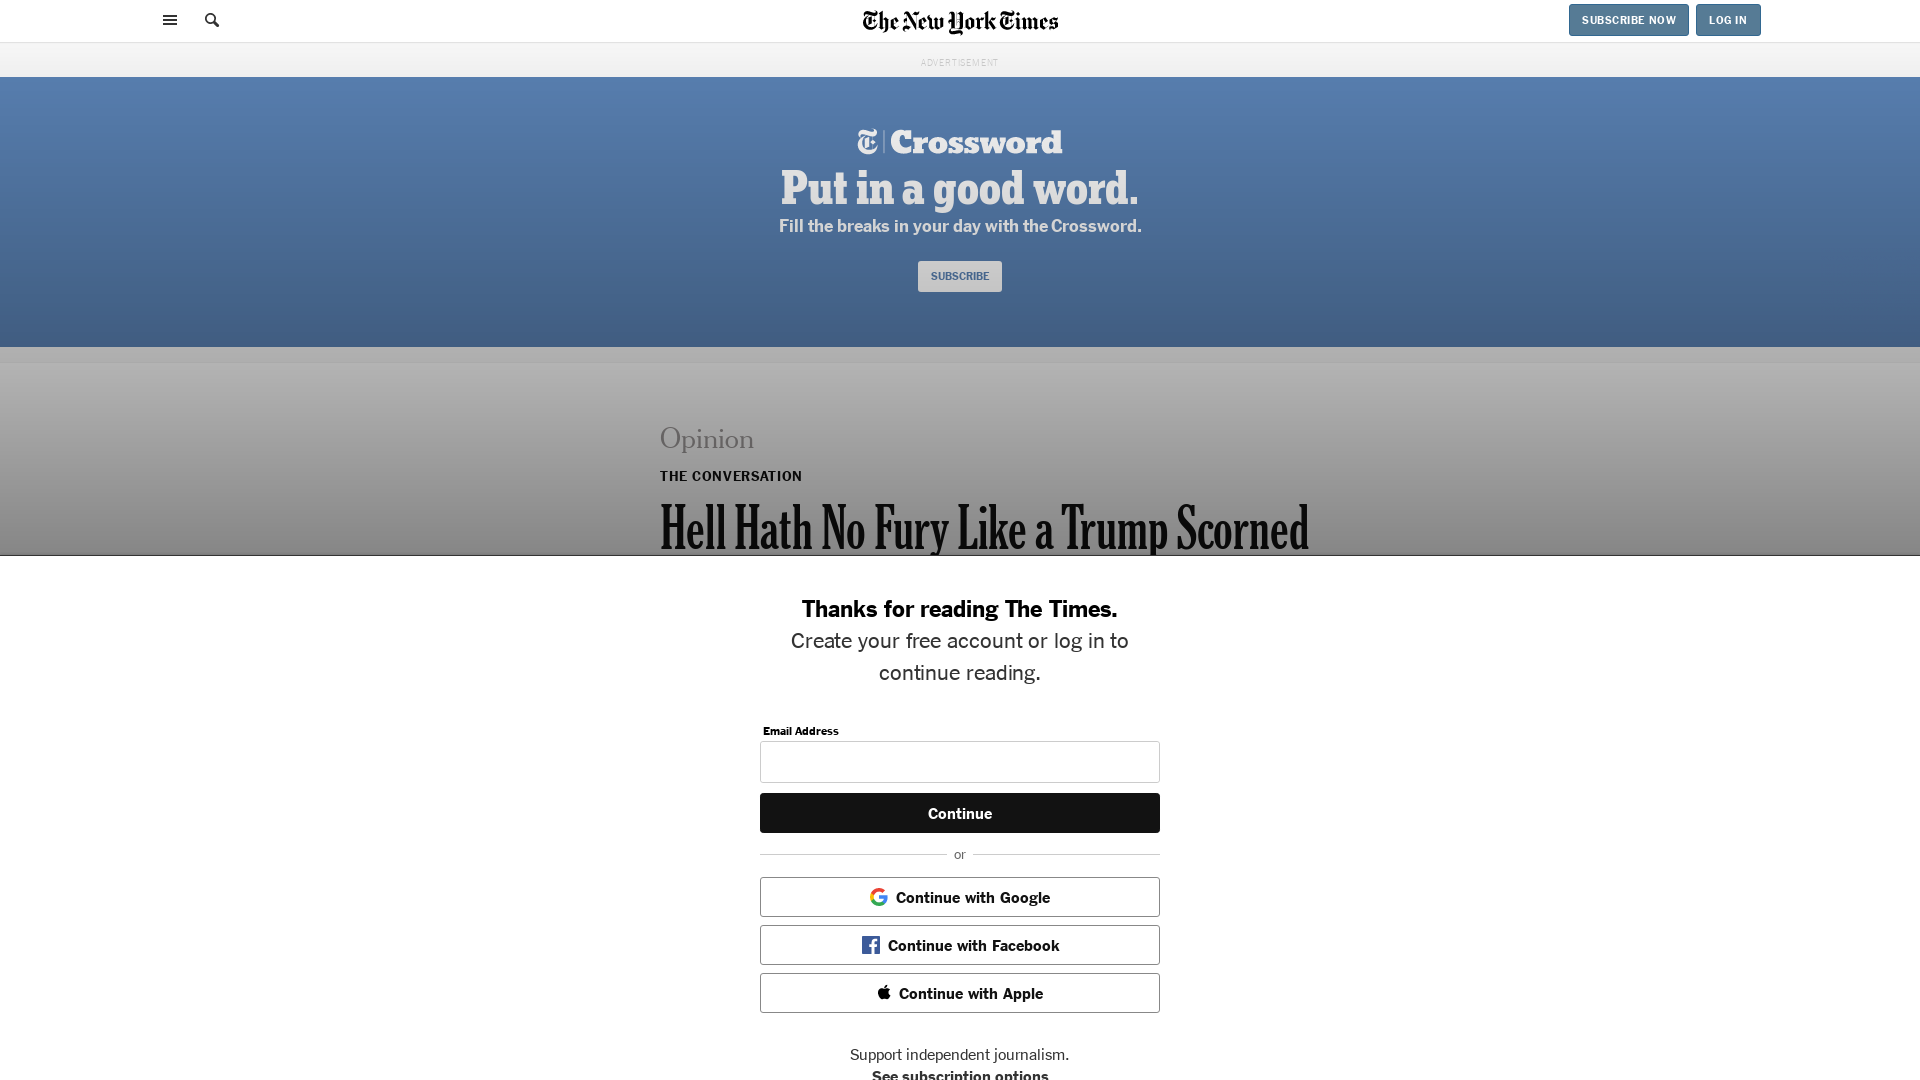 The New York Times
SUBSCRIBE NOW
LOG IN
ADVERTISEMENT
T Crossword
Put in a good word.
Fill the breaks in your day with the Crossword.
SUBSCRIBE
Opinion
THE CONVERSATION
Hell Hath No Fury Like a Trump Scorned
Thanks for reading The Times.
Create your free account or log in to
continue reading.
Email Address
Continue
or
Continue with Google
Continue with Facebook
Continue with Apple
Support independent journalism.
See subscription options